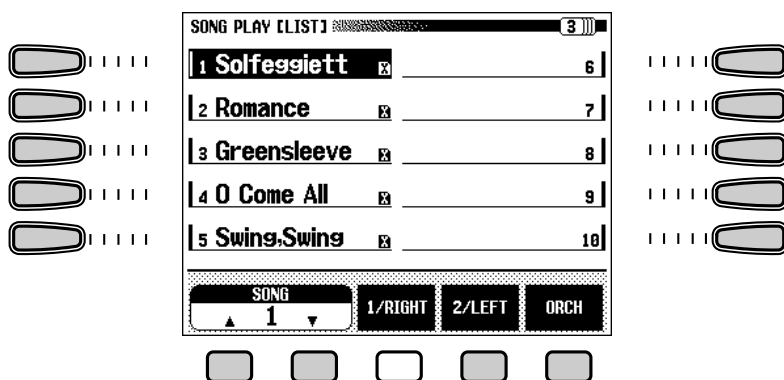 SONG PLAY [LIST] 3
1 Solfeggiett X 6
2 Romance X 7
3 Greensleeve X 8
4 O Come All X 9
5 Swing,Swing X 10
SONG
▲ 1 ▼ 1/RIGHT 2/LEFT ORCH